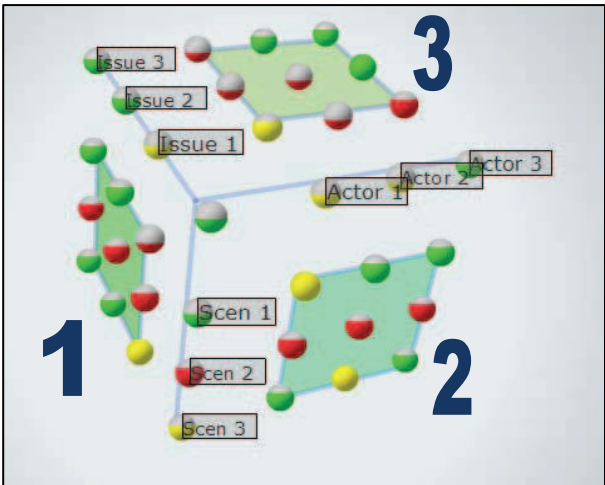 3
Issue 3
Issue 2
Issue 1
Actor 3
Actor 2
Actor 1
1
Scen 1
Scen 2
Scen 3
2